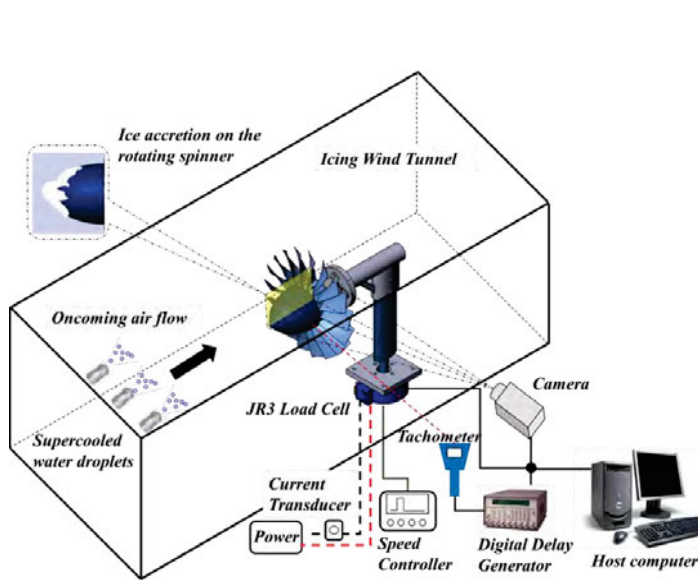 Ice accretion on the
rotating spinner
Icing Wind Tunnel
Oncoming air flow
Supercooled
water droplets
JR3 Load Cell
Camera
Tachometer
Current
Transducer
Power
Speed
Controller
Digital Delay
Generator
Host computer